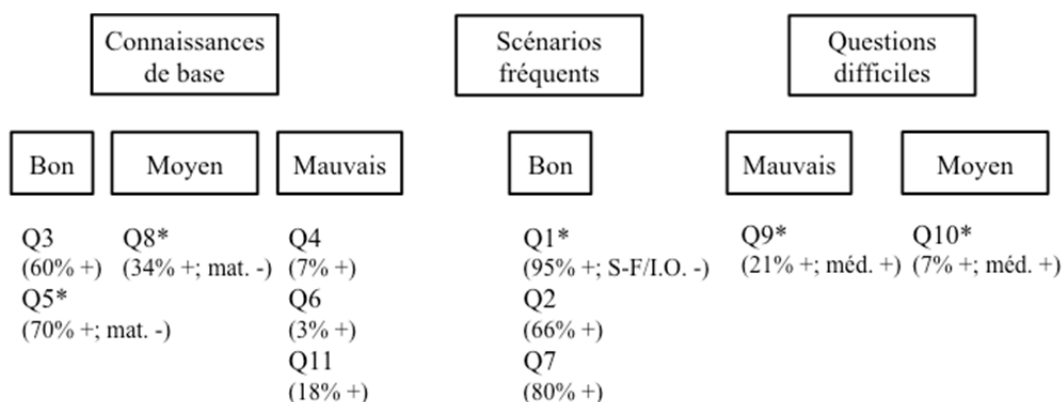 Connaissances
de base
Scénarios
fréquents
Questions
difficiles
Bon
Moyen
Mauvais
Bon
Mauvais
Moyen
Q3
(60% +)
Q5*
(70% +; mat. -)
Q8*
(34% +; mat. -)
Q4
(7% +)
Q6
(3% +)
Q11
(18% +)
Q1*
(95% +; S-F/I.O. -)
Q2
(66% +)
Q7
(80% +)
Q9*
(21% +; méd. +)
Q10*
(7% +; méd. +)